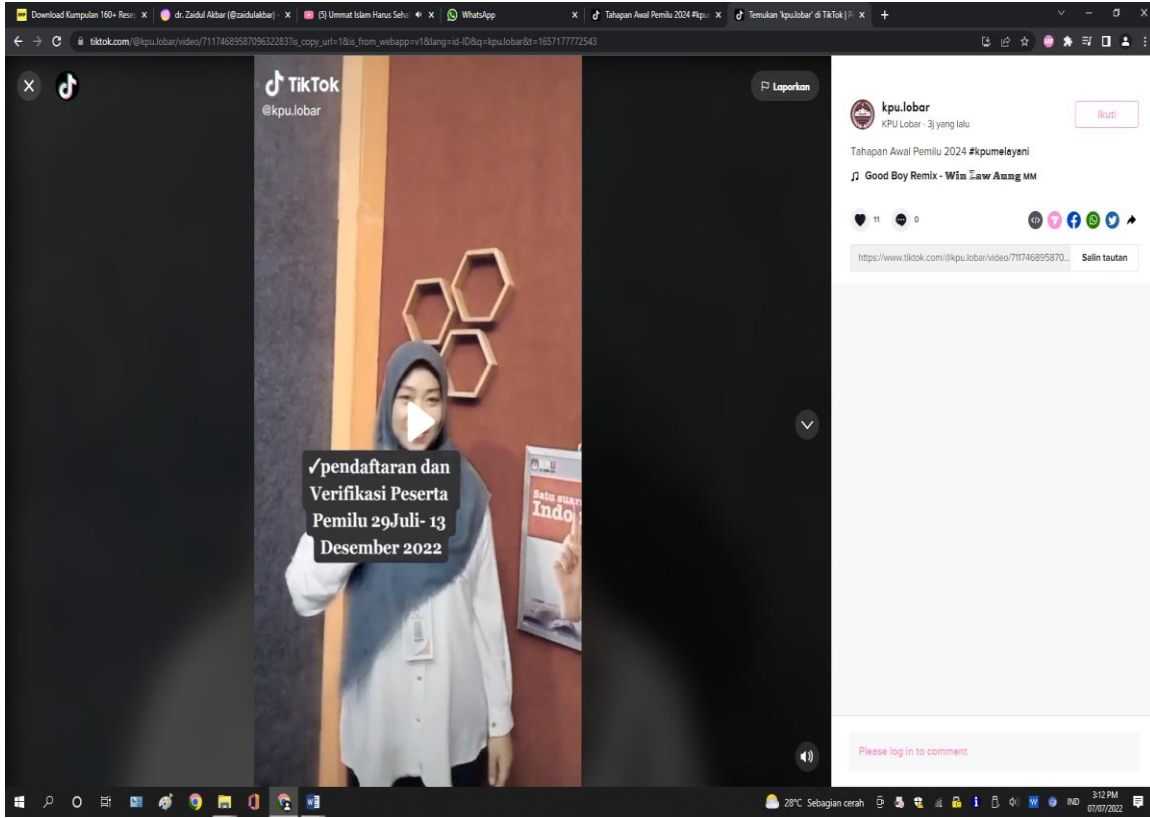 Download Kumpulan 160+ Rese
dr. Zaidul Akbar (@zaidulakbar)
(5) Ummat Islam Harus Seha
WhatsApp
Tahapan Awal Pemilu 2024 #kpu
Temukan 'kpu.lobar' di TikTok | P
tiktok.com/@kpu.lobar/video/7117468958709632283?is_copy_url=1&is_from_webapp=v1&lang=id-ID&q=kpu.lobar&t=1657177772543
TikTok
@kpu.lobar
Laporkan
kpu.lobar
KPU Lobar · 3j yang lalu
Ikuti
Tahapan Awal Pemilu 2024 #kpumelayani
Good Boy Remix - Win Zaw Aung MM
11
0
https://www.tiktok.com/@kpu.lobar/video/711746895870...
Salin tautan
✓pendaftaran dan
Verifikasi Peserta
Pemilu 29Juli- 13
Desember 2022
Satu suar
Indo
Please log in to comment
28°C Sebagian cerah
IND
3:12 PM
07/07/2022